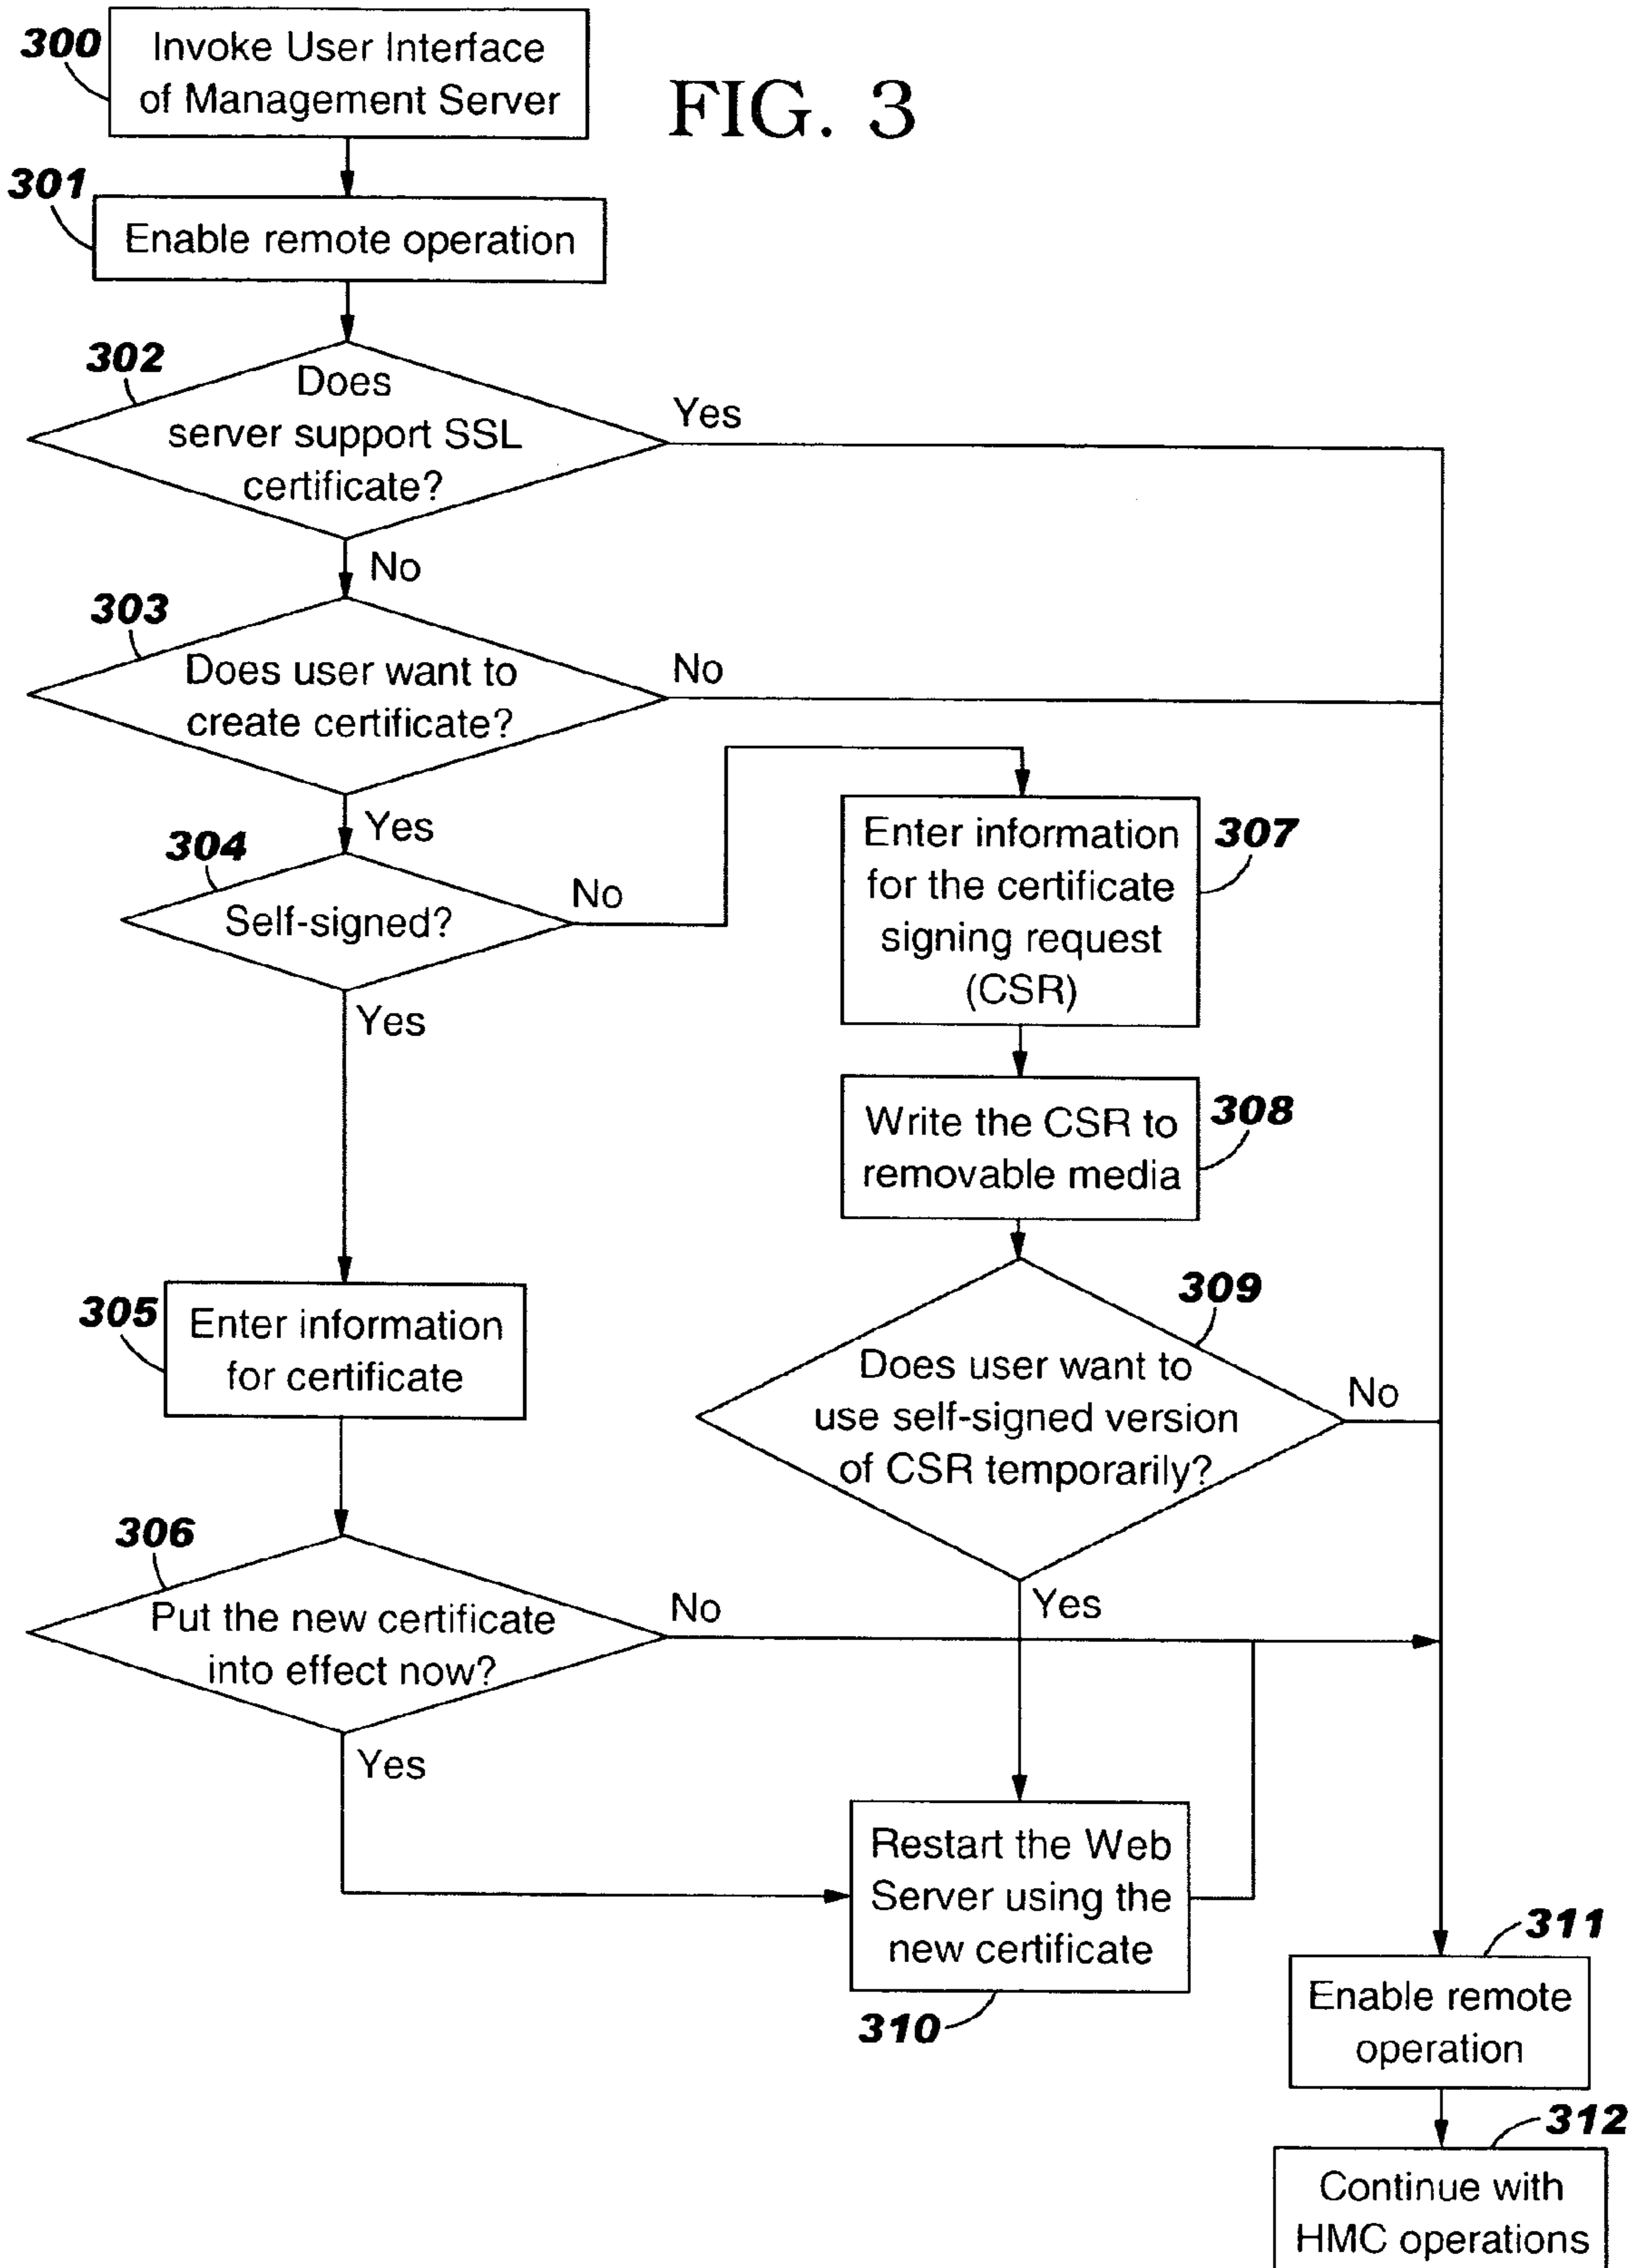 300
Invoke User Interface
of Management Server
FIG. 3
301
Enable remote operation
302
Does
server support SSL
certificate?
Yes
No
303
Does user want to
create certificate?
No
Yes
304
Self-signed?
No
Yes
307
Enter information
for the certificate
signing request
(CSR)
308
Write the CSR to
removable media
305
Enter information
for certificate
309
Does user want to
use self-signed version
of CSR temporarily?
No
Yes
306
Put the new certificate
into effect now?
No
Yes
Restart the Web
Server using the
new certificate
310
311
Enable remote
operation
312
Continue with
HMC operations